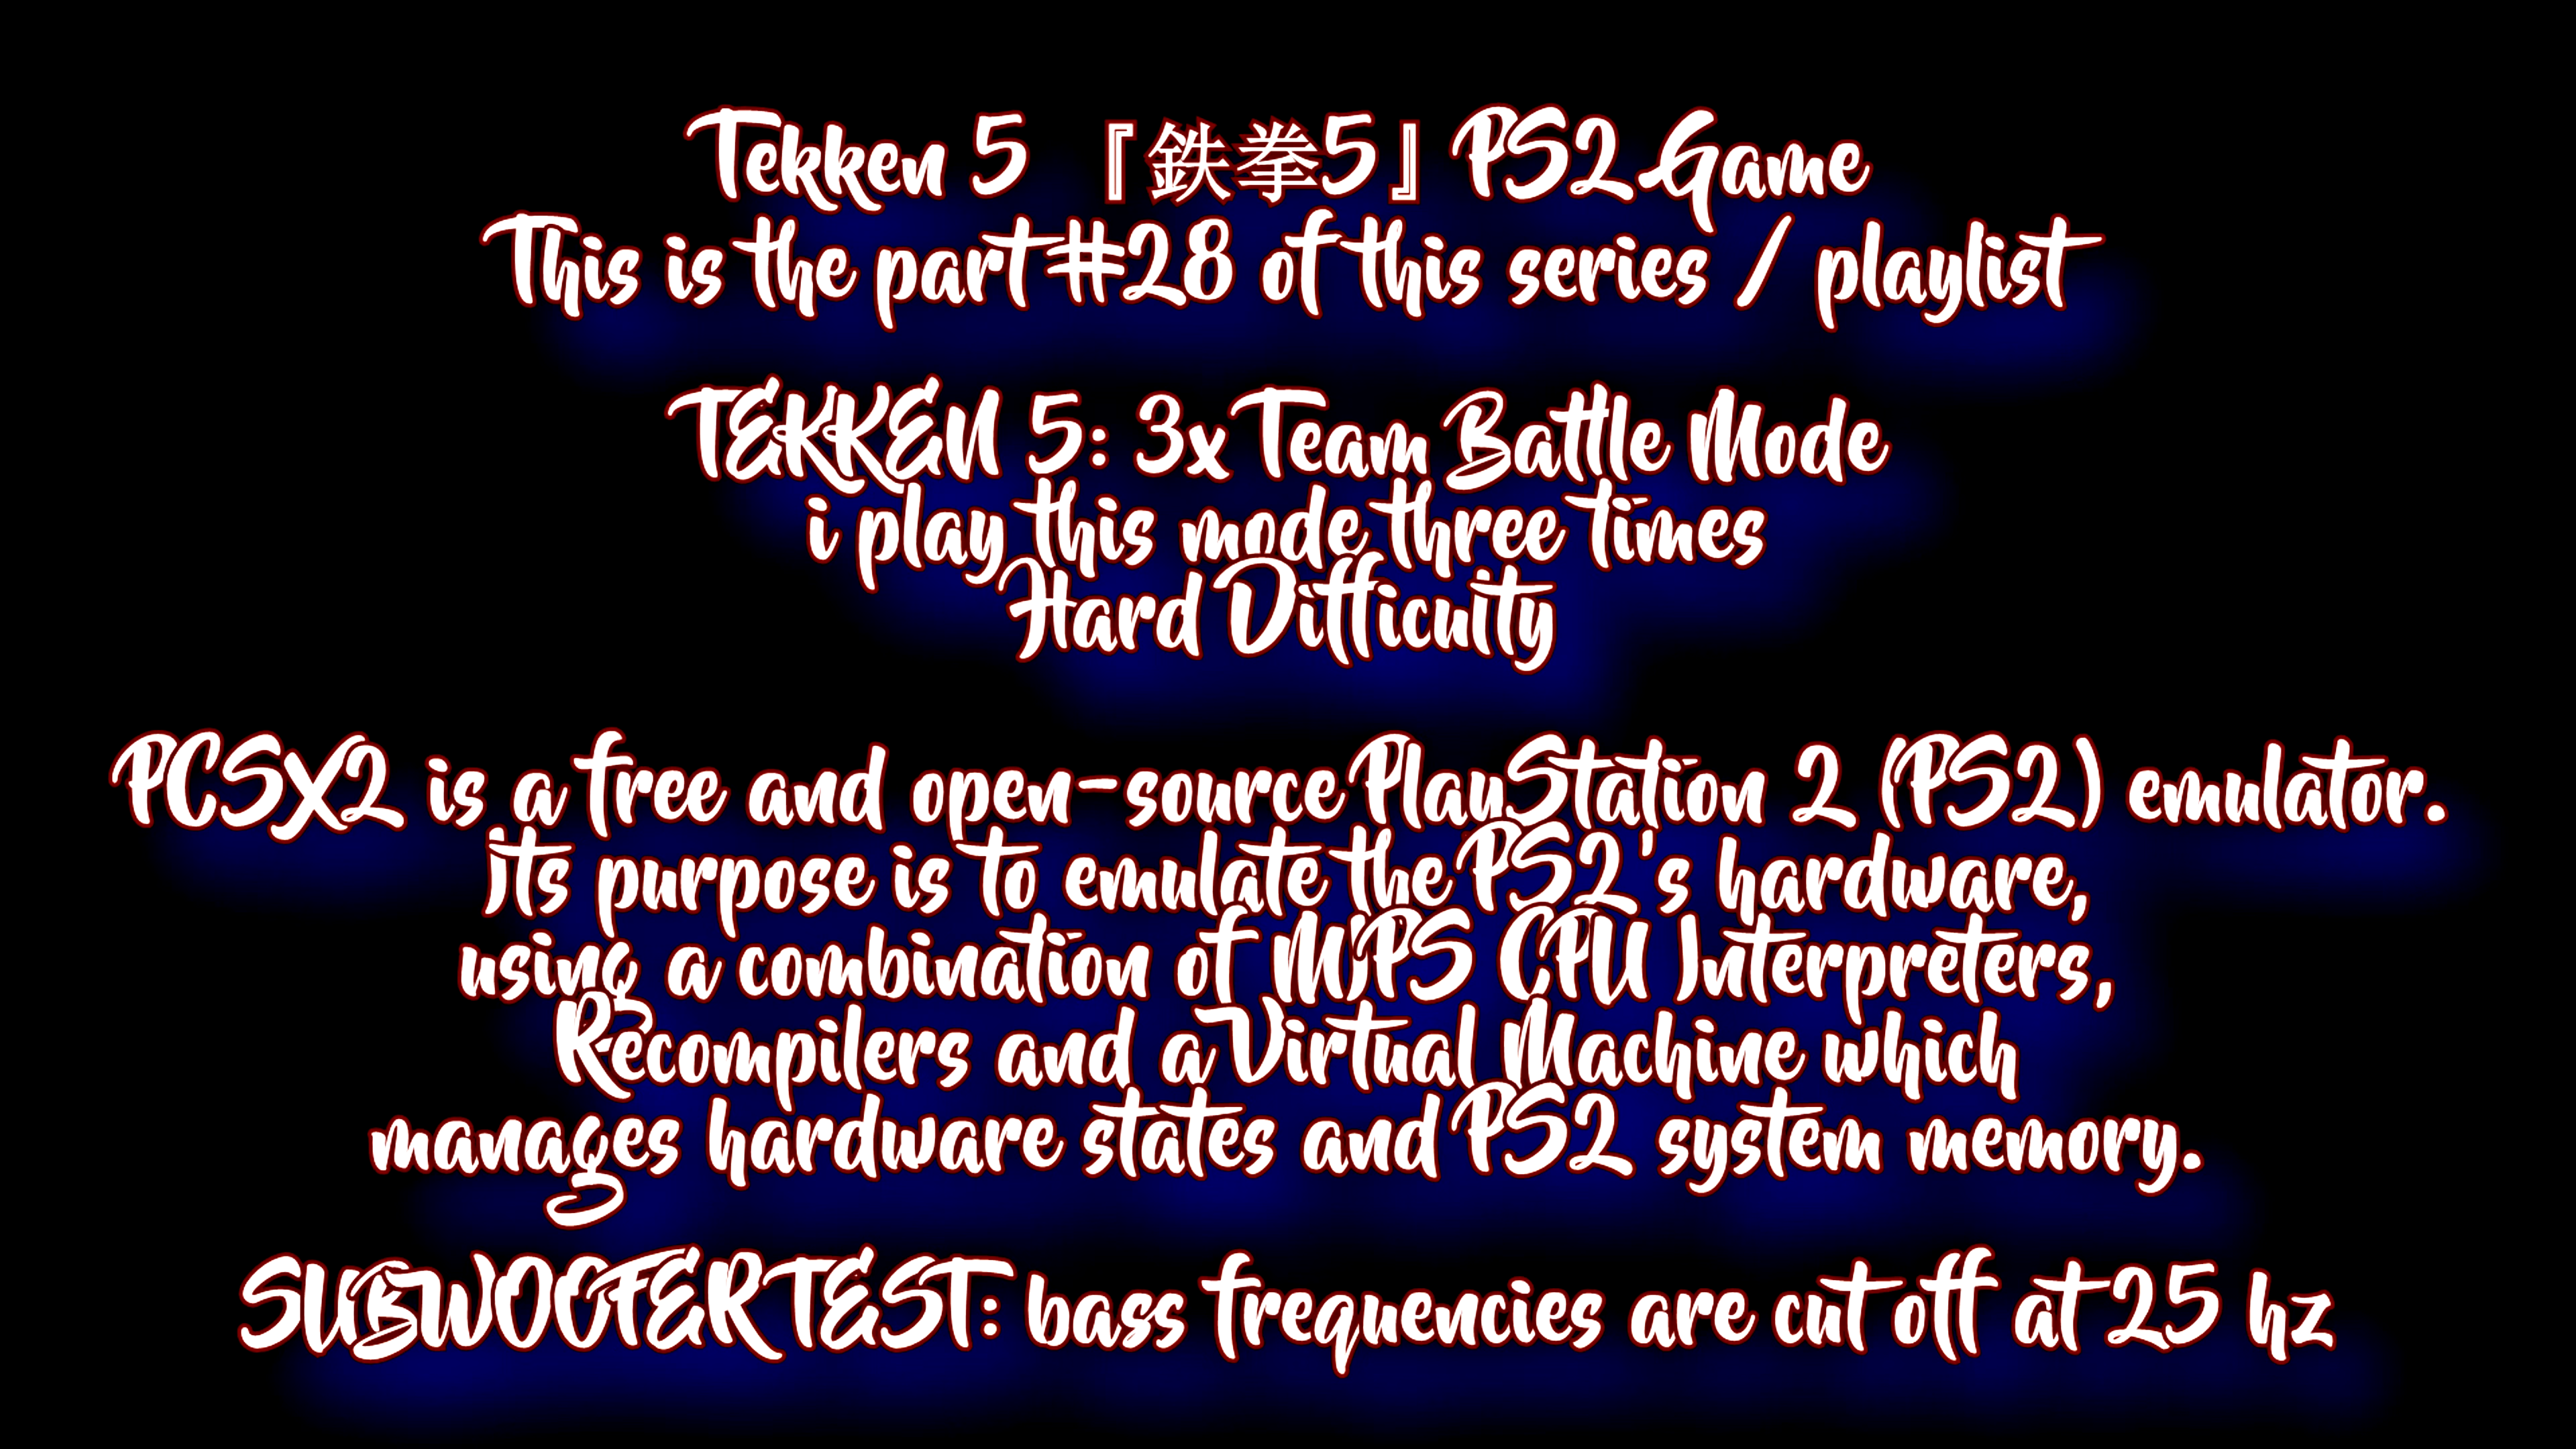 Tekken 5 『鉄拳5』 PS2 Game
This is the part #28 of this series / playlist
TEKKEN 5: 3x Team Battle Mode
i play this mode three times
Hard Difficulty
PCSX2 is a free and open-source PlayStation 2 (PS2) emulator.
Its purpose is to emulate the PS2's hardware,
using a combination of MIPS CPU Interpreters,
Recompilers and a Virtual Machine which
manages hardware states and PS2 system memory.
SUBWOOFER TEST: bass frequencies are cut off at 25 hz